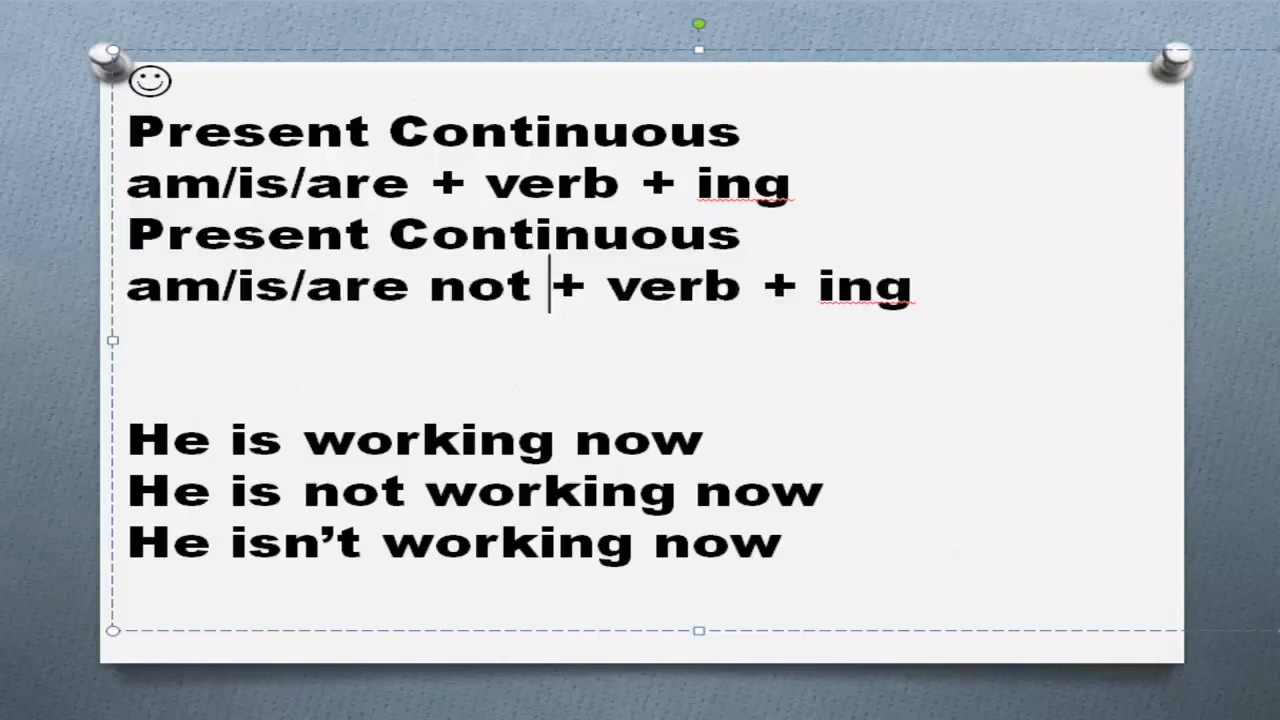 Present Continuous
am/is/are + verb + ing
Present Continuous
am/is/are not + verb + ing
He is working now
He is not working now
He isn’t working now